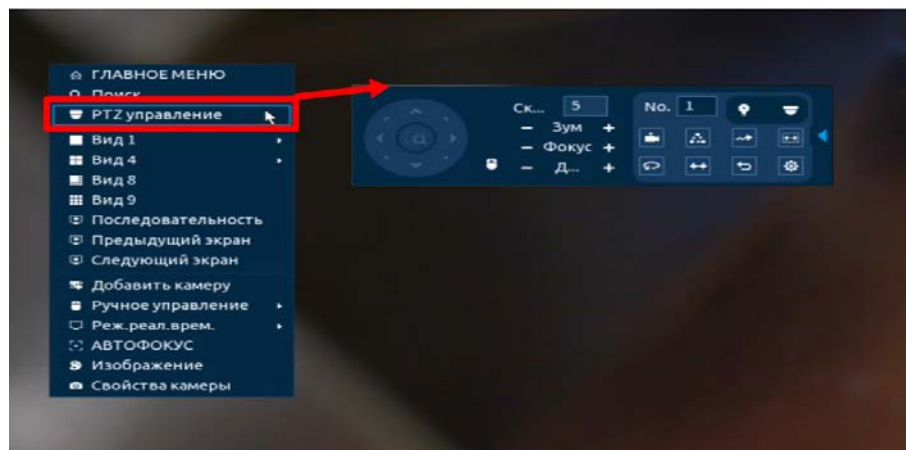 ГЛАВНОЕ МЕНЮ
Поиск
PTZ управление
Вид 1
Вид 4
Вид 8
Вид 9
Последовательность
Предыдущий экран
Следующий экран
Добавить камеру
Ручное управление
Реж.реал.врем.
АВТОФОКУС
Изображение
Свойства камеры
Ск... 5
No. 1
– Зум +
– Фокус +
– Д... +